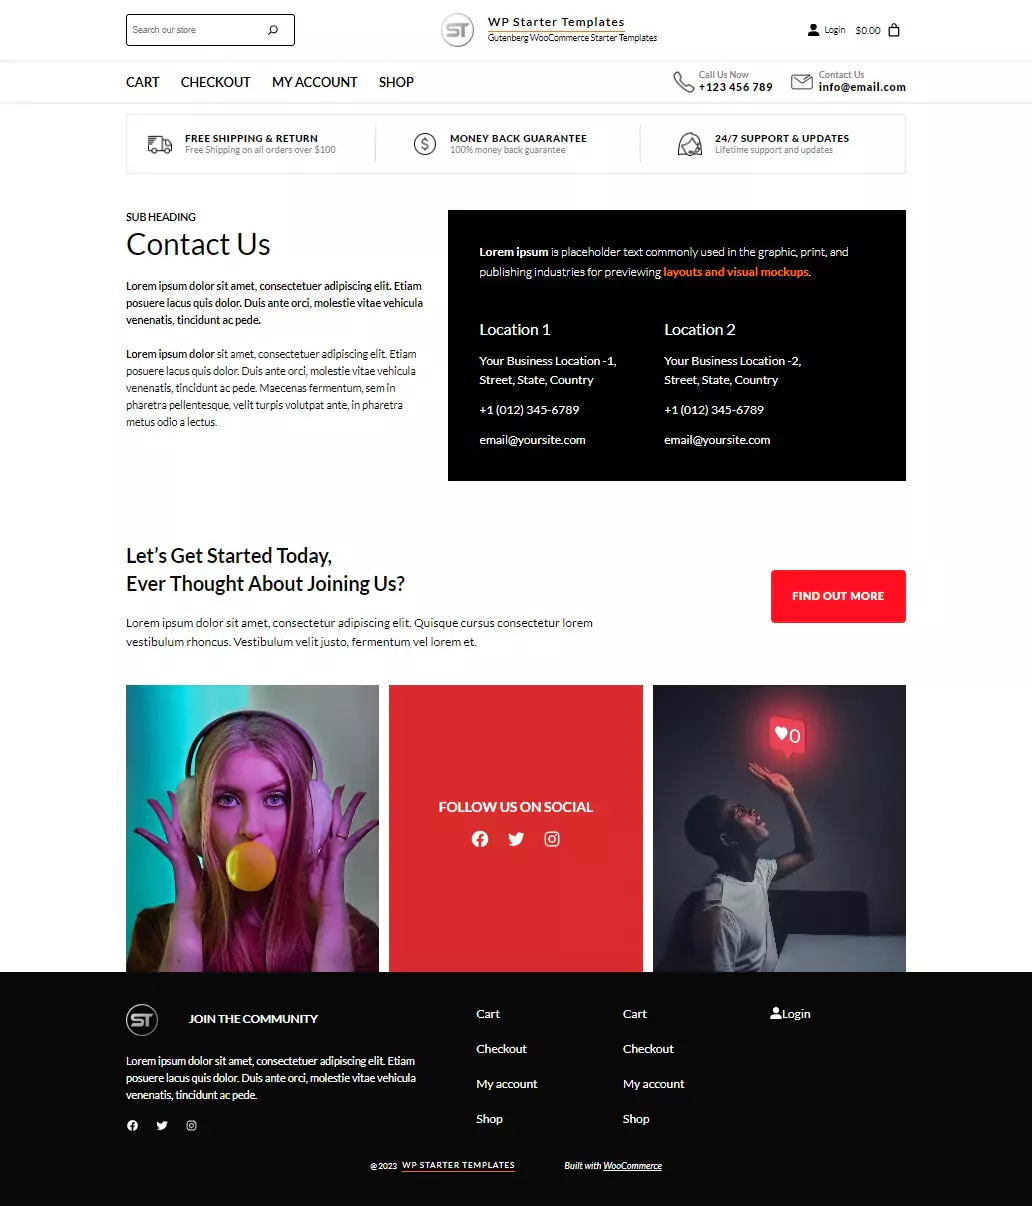 Search our store
ST
WP Starter Templates
Gutenberg WooCommerce Starter Templates
Login
$0.00
CART CHECKOUT MY ACCOUNT SHOP
Call Us Now
+123 456 789
Contact Us
info@email.com
FREE SHIPPING & RETURN
Free Shipping on all orders over $100
$
MONEY BACK GUARANTEE
100% money back guarantee
24/7 SUPPORT & UPDATES
Lifetime support and updates
SUB HEADING
Contact Us
Lorem ipsum dolor sit amet, consectetuer adipiscing elit. Etiam
posuere lacus quis dolor. Duis ante orci, molestie vitae vehicula
venenatis, tincidunt ac pede.
Lorem ipsum dolor sit amet, consectetuer adipiscing elit. Etiam
posuere lacus quis dolor. Duis ante orci, molestie vitae vehicula
venenatis, tincidunt ac pede. Maecenas fermentum, sem in
pharetra pellentesque, velit turpis volutpat ante, in pharetra
metus odio a lectus.
Lorem ipsum is placeholder text commonly used in the graphic, print, and
publishing industries for previewing layouts and visual mockups.
Location 1
Your Business Location -1,
Street, State, Country
+1 (012) 345-6789
email@yoursite.com
Location 2
Your Business Location -2,
Street, State, Country
+1 (012) 345-6789
email@yoursite.com
Let's Get Started Today,
Ever Thought About Joining Us?
Lorem ipsum dolor sit amet, consectetur adipiscing elit. Quisque cursus consectetur lorem
vestibulum rhoncus. Vestibulum velit justo, fermentum vel lorem et.
FIND OUT MORE
FOLLOW US ON SOCIAL
0
ST
JOIN THE COMMUNITY
Lorem ipsum dolor sit amet, consectetuer adipiscing elit. Etiam
posuere lacus quis dolor. Duis ante orci, molestie vitae vehicula
venenatis, tincidunt ac pede.
Cart
Checkout
My account
Shop
Cart
Checkout
My account
Shop
Login
@2023 WP STARTER TEMPLATES
Built with WooCommerce